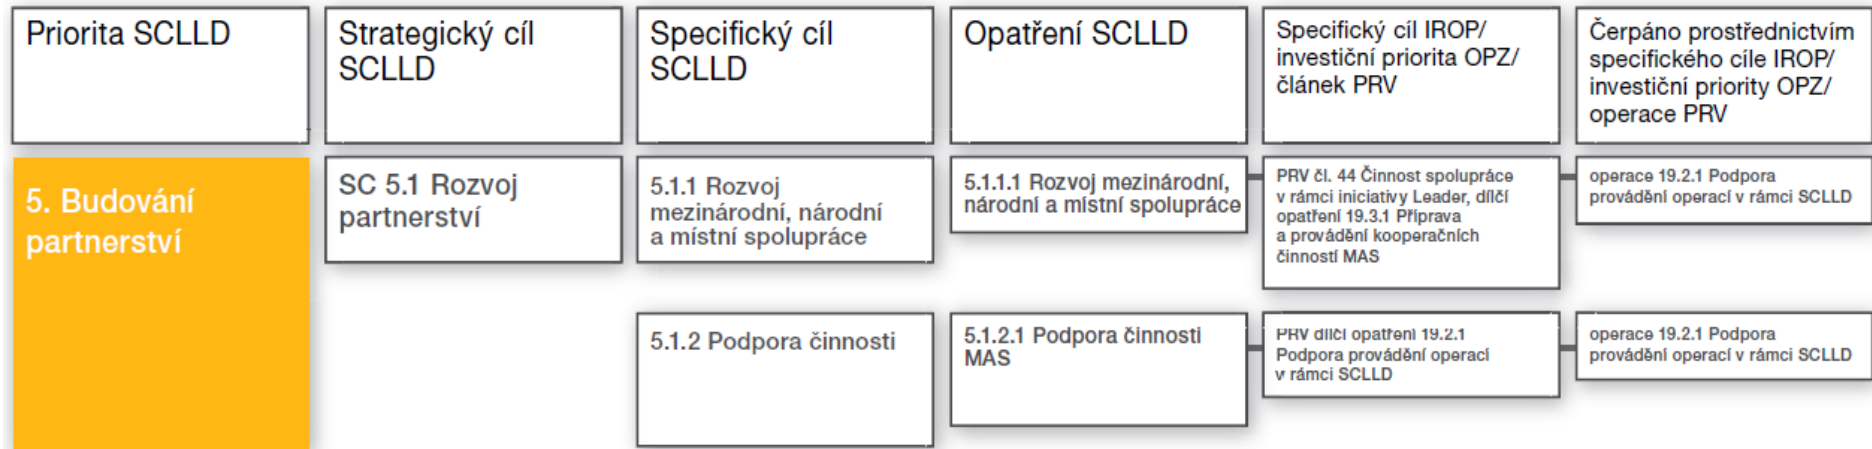 Priorita SCLLD
Strategický cíl
SCLLD
Specifický cíl
SCLLD
Opatření SCLLD
Specifický cíl IROP/
investiční priorita OPZ/
článek PRV
Čerpáno prostřednictvím
specifického cíle IROP/
investiční priority OPZ/
operace PRV
5. Budování
partnerství
SC 5.1 Rozvoj
partnerství
5.1.1 Rozvoj
mezinárodní, národní
a místní spolupráce
5.1.1.1 Rozvoj mezinárodní,
národní a místní spolupráce
PRV čl. 44 Činnost spolupráce
v rámci iniciativy Leader, dílčí
opatření 19.3.1 Příprava
a provádění kooperačních
činností MAS
operace 19.2.1 Podpora
provádění operací v rámci SCLLD
5.1.2 Podpora činnosti
5.1.2.1 Podpora činnosti
MAS
PRV dílčí opatření 19.2.1
Podpora provádění operací
v rámci SCLLD
operace 19.2.1 Podpora
provádění operací v rámci SCLLD